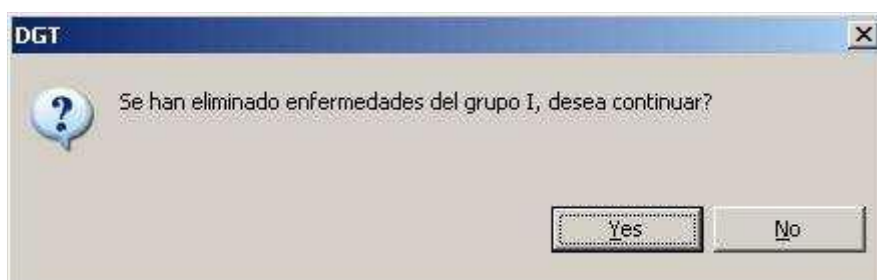 DGT
Se han eliminado enfermedades del grupo I, desea continuar?
Yes
No